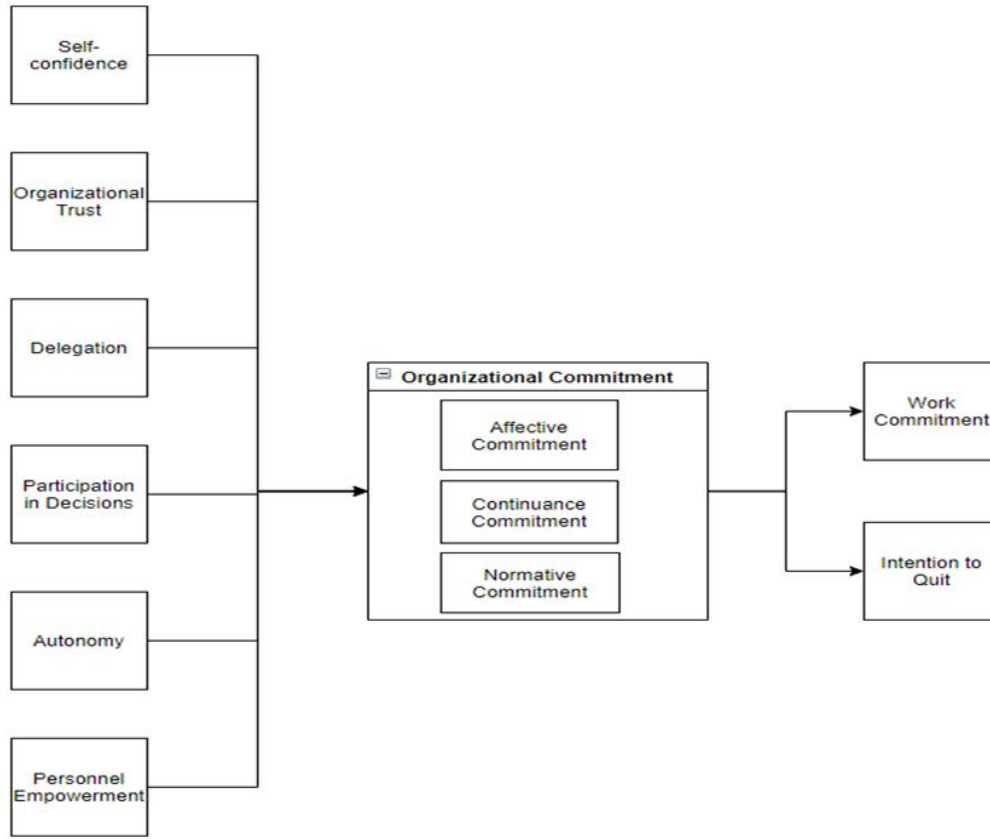 Self-
confidence
Organizational
Trust
Delegation
Participation
in Decisions
Autonomy
Personnel
Empowerment
Organizational Commitment
Affective
Commitment
Continuance
Commitment
Normative
Commitment
Work
Commitment
Intention to
Quit